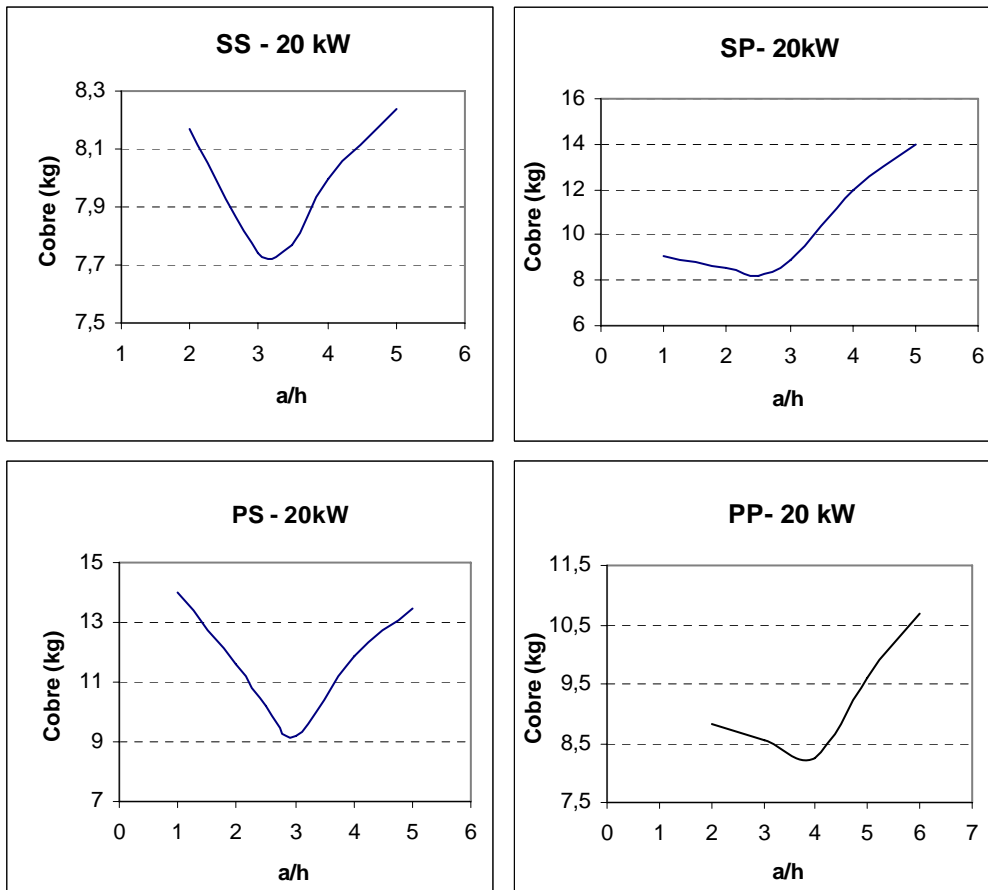 SS - 20 kW
Cobre (kg)
8,3
8,1
7,9
7,7
7,5
1 2 3 4 5 6
a/h
SP- 20kW
Cobre (kg)
16
14
12
10
8
6
0 1 2 3 4 5 6
a/h
PS - 20kW
Cobre (kg)
15
13
11
9
7
0 1 2 3 4 5 6
a/h
PP- 20 kW
Cobre (kg)
11,5
10,5
9,5
8,5
7,5
0 1 2 3 4 5 6 7
a/h